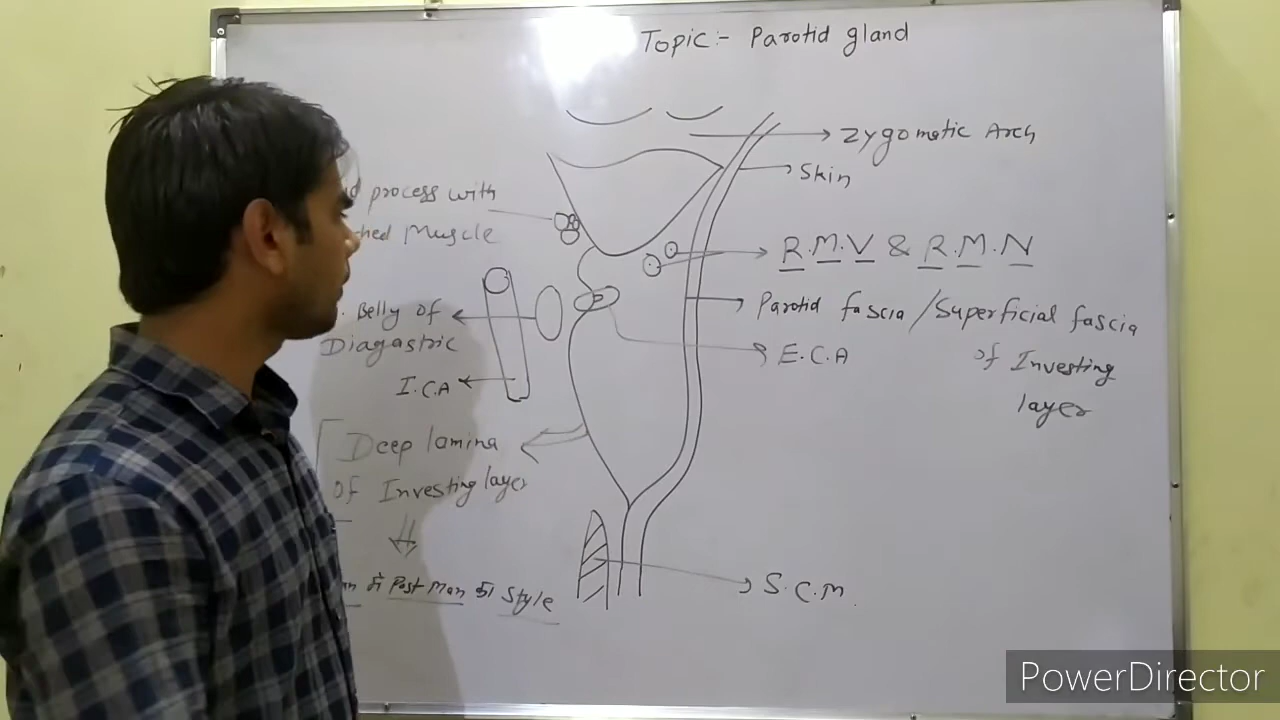 Topic:- Parotid gland
Zygomatic Arch
Skin
process with
Muscle
R.M.V & R.M.N
Belly of
Diagastric
Parotid fascia /Superficial fascia
of Investing
layer
E.C.A
I.C.A
Deep lamina
of Investing layer
ने Post Man का style
S.C.M.
PowerDirector